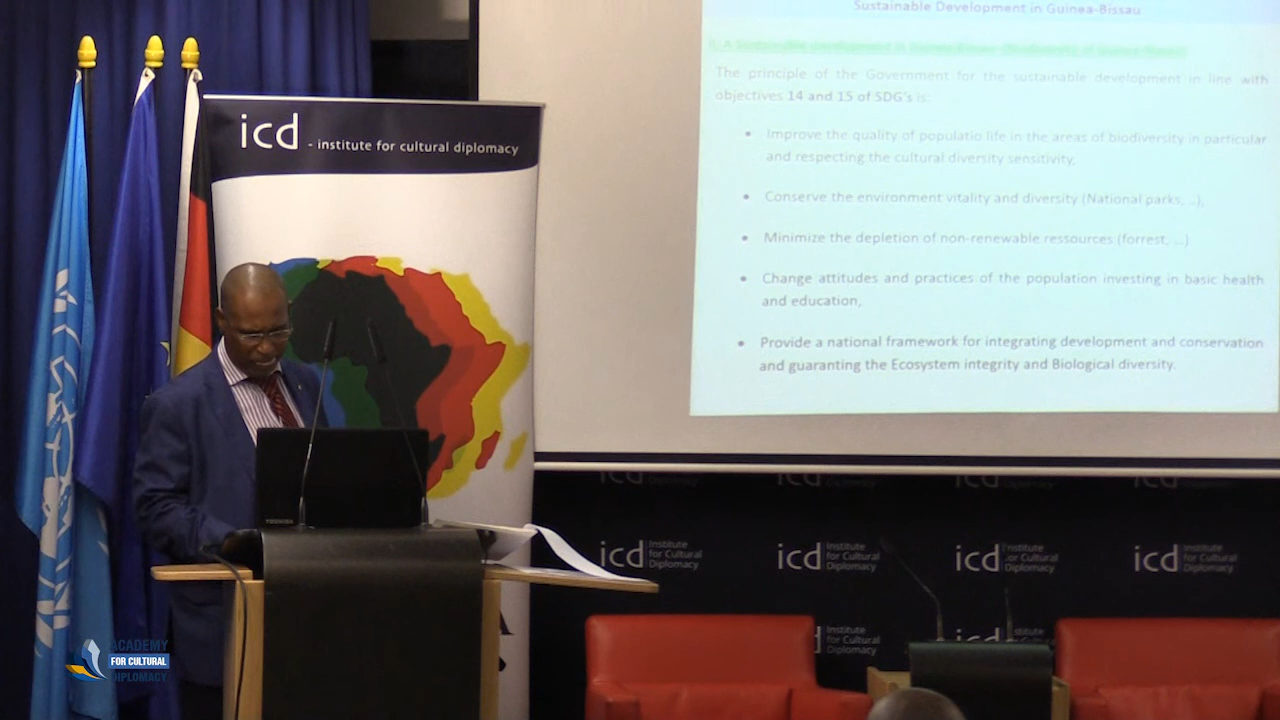 icd - institute for cultural diplomacy
Sustainable Development in Guinea-Bissau
The principle of the Government for the sustainable development in line with
objectives 14 and 15 of SDG's is:
• Improve the quality of populatio life in the areas of biodiversity in particular
and respecting the cultural diversity sensitivity,
• Conserve the environment vitality and diversity (National parks, ..),
• Minimize the depletion of non-renewable ressources (forrest, ...)
• Change attitudes and practices of the population investing in basic health
and education,
• Provide a national framework for integrating development and conservation
and guaranting the Ecosystem integrity and Biological diversity.
TOSHIBA
icd Institute for Cultural Diplomacy
icd Institute for Cultural Diplomacy
icd Institute for Cultural Diplomacy
icd Institute for Cultural Diplomacy
Institute for Cultural Diplomacy
ACADEMY
FOR CULTURAL
DIPLOMACY